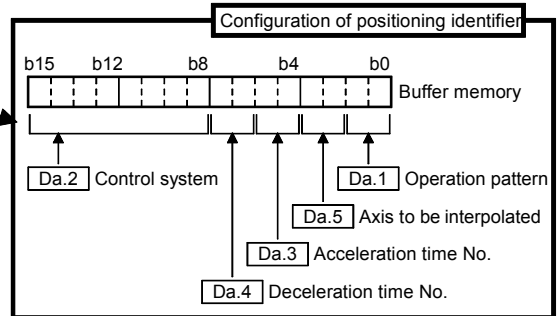 Configuration of positioning identifier
b15 b12 b8 b4 b0
Buffer memory
Da.2 Control system
Da.1 Operation pattern
Da.5 Axis to be interpolated
Da.3 Acceleration time No.
Da.4 Deceleration time No.